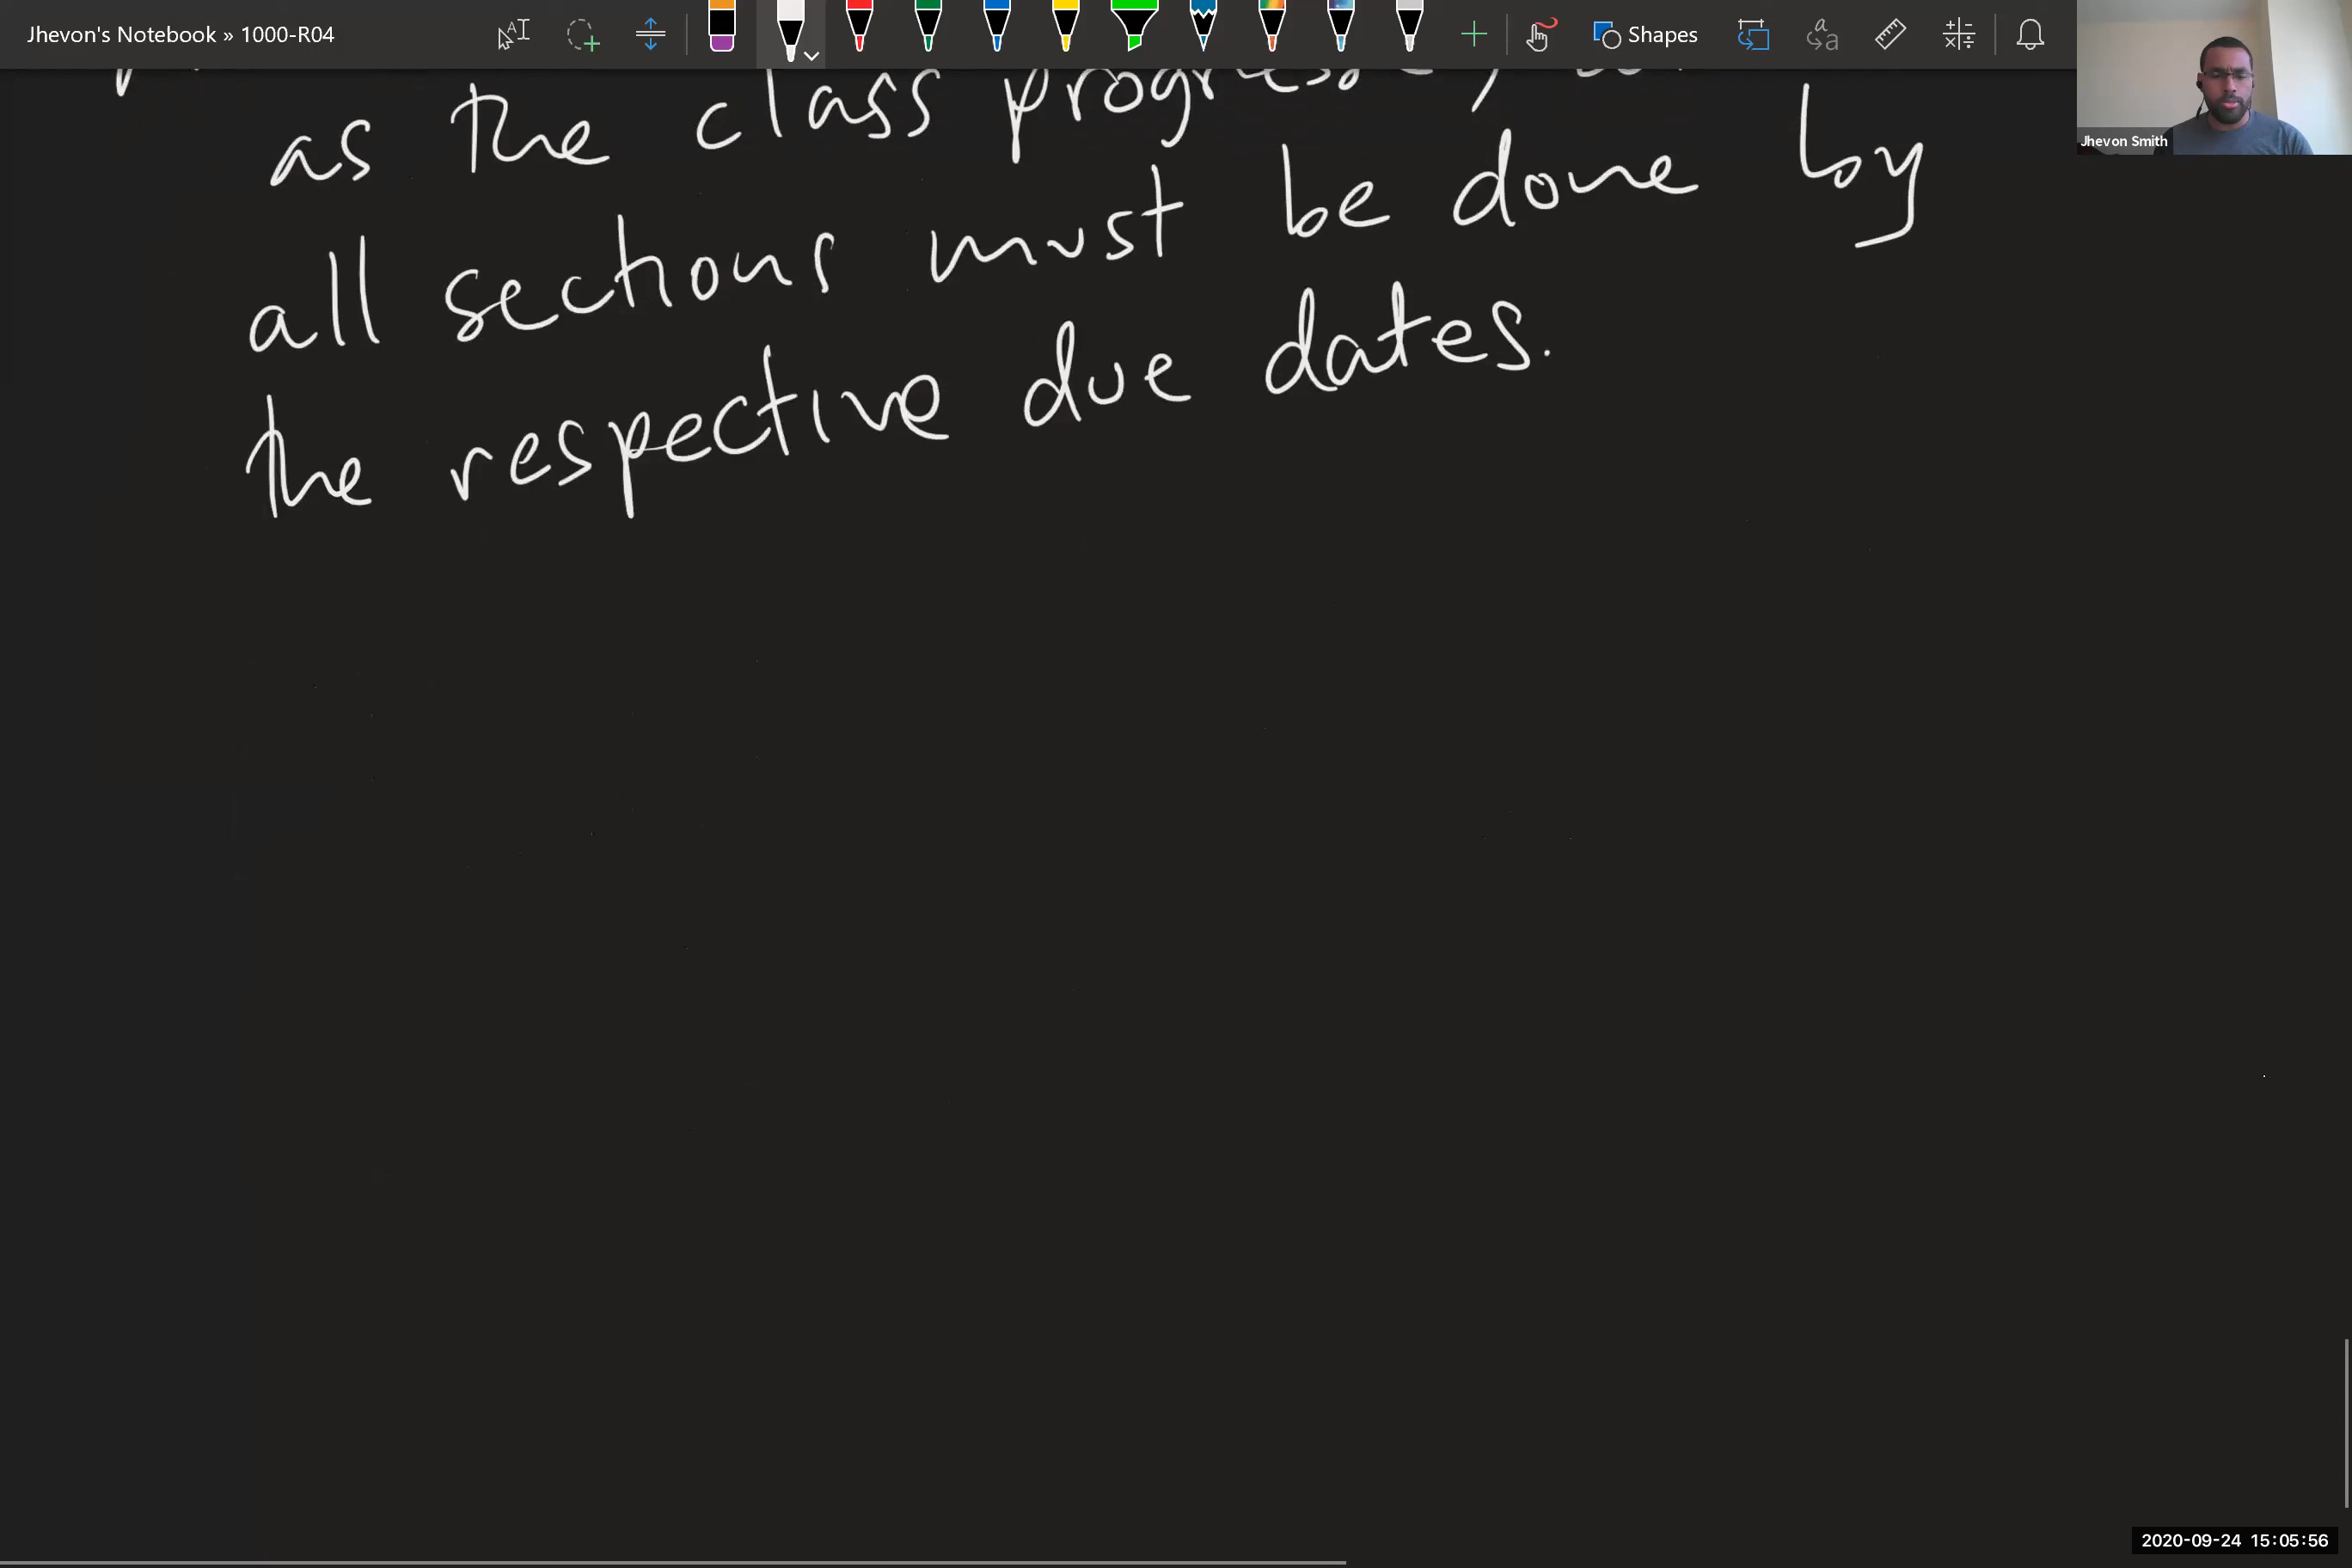 Jhevon's Notebook » 1000-R04
Shapes
Jhevon Smith
as the class
all sections must be done by
the respective due dates.
2020-09-24 15:05:56